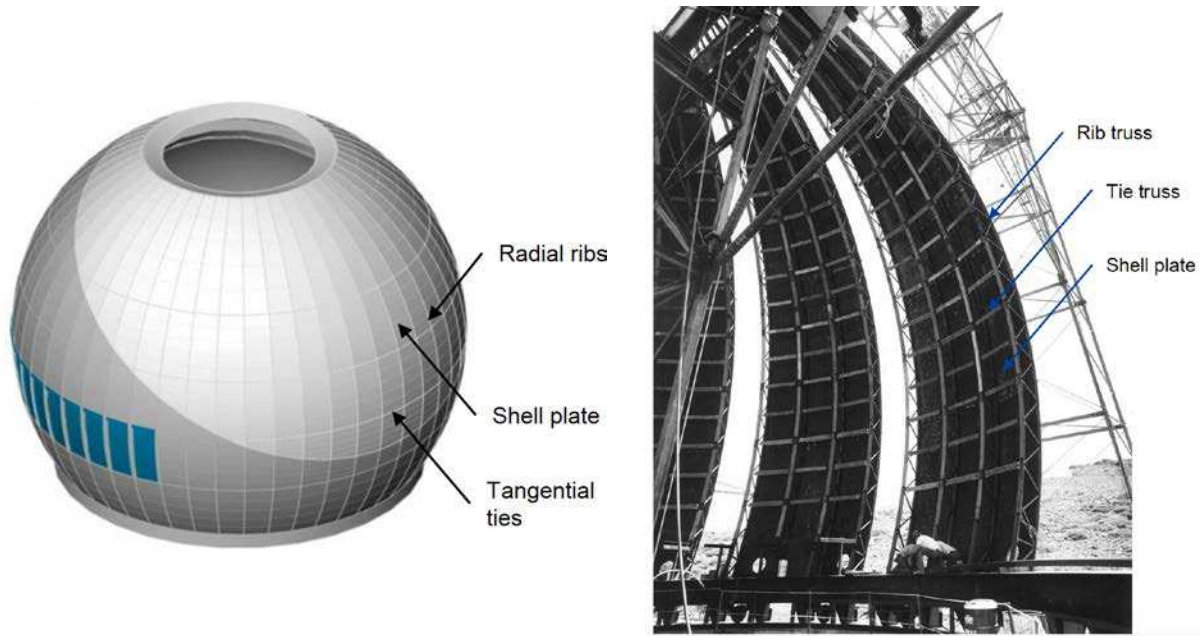 Radial ribs
Shell plate
Tangential
ties
Rib truss
Tie truss
Shell plate